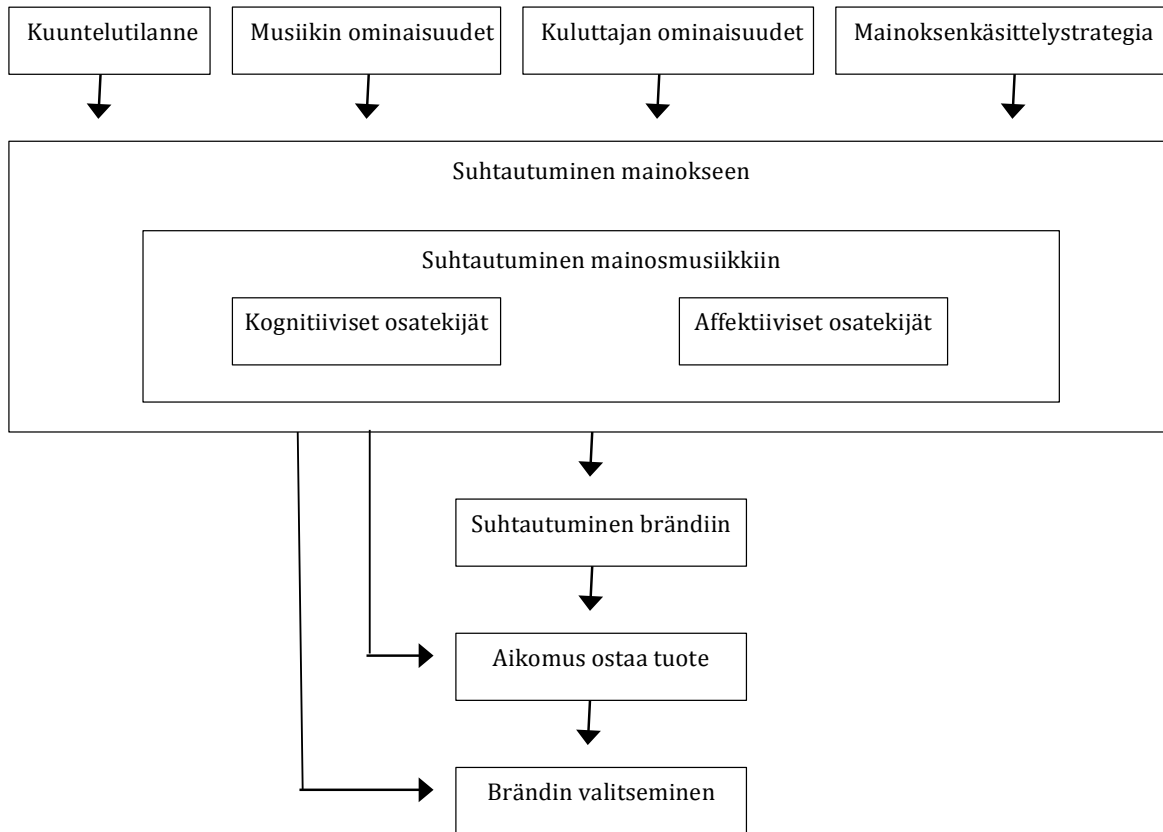 Kuuntelutilanne
Musiikin ominaisuudet
Kuluttajan ominaisuudet
Mainoksenkäsittelystrategia
Suhtautuminen mainokseen
Suhtautuminen mainosmusiikkiin
Kognitiiviset osatekijät
Affektiiviset osatekijät
Suhtautuminen brändiin
Aikomus ostaa tuote
Brändin valitseminen